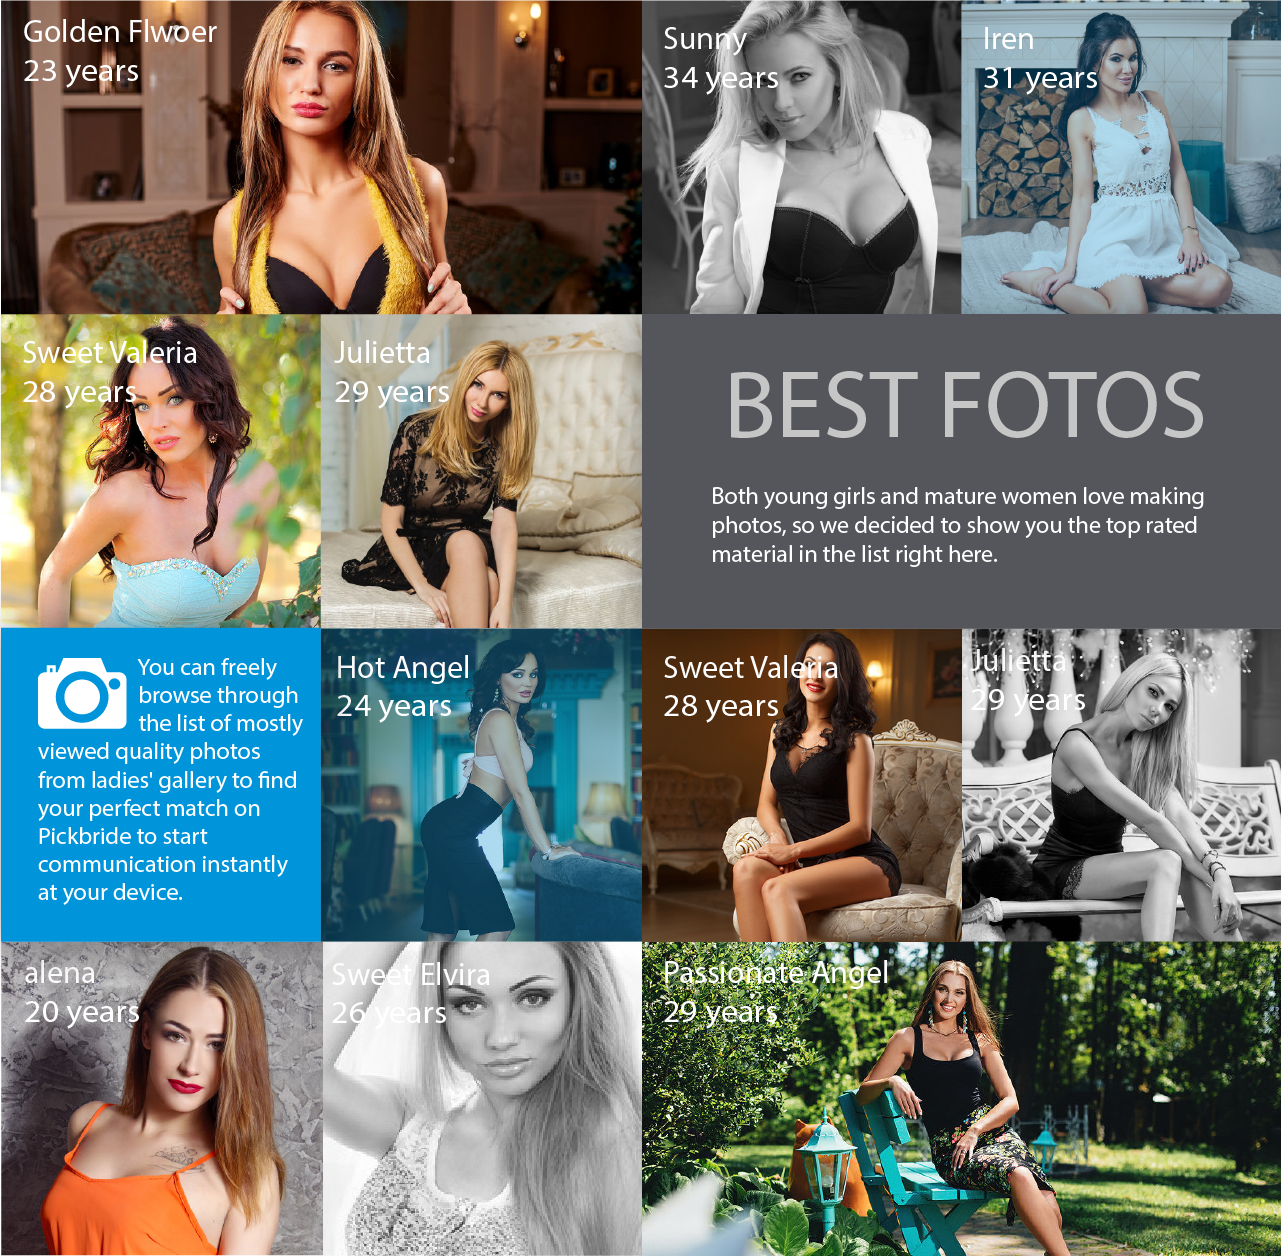 Golden Flwoer
23 years
Sunny
34 years
Iren
31 years
Sweet Valeria
28 years
Julietta
29 years
BEST FOTOS
Both young girls and mature women love making
photos, so we decided to show you the top rated
material in the list right here.
You can freely
browse through
the list of mostly
viewed quality photos
from ladies' gallery to find
your perfect match on
Pickbride to start
communication instantly
at your device.
Hot Angel
24 years
Sweet Valeria
28 years
Julietta
29 years
alena
20 years
Sweet Elvira
26 years
Passionate Angel
29 years